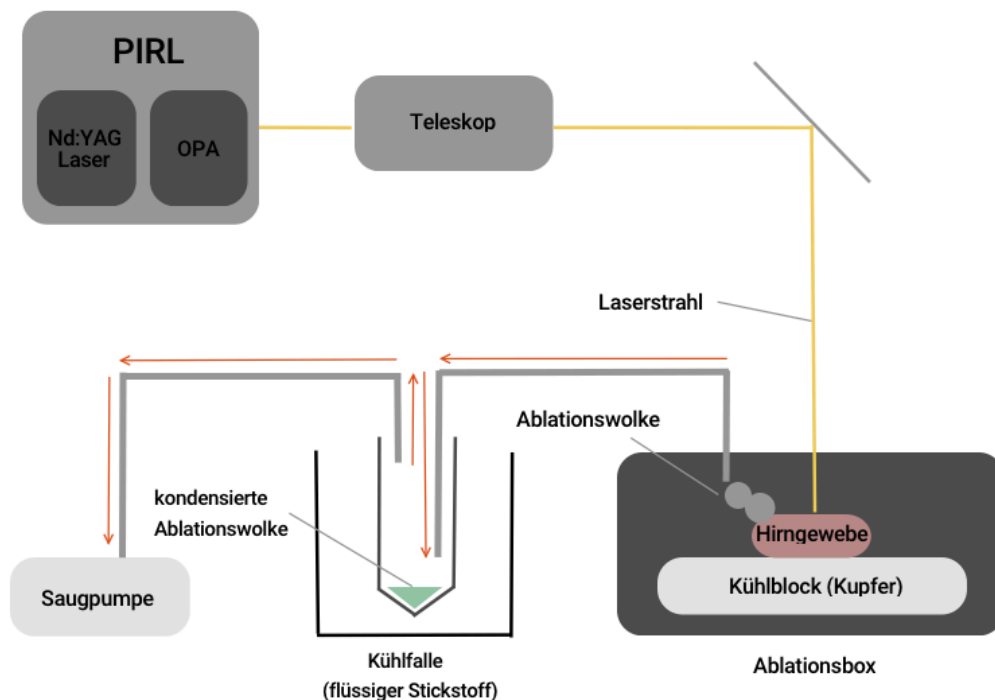 PIRL
Nd:YAG
Laser
OPA
Teleskop
Laserstrahl
Ablationswolke
kondensierte
Ablationswolke
Hirngewebe
Kühlblock (Kupfer)
Saugpumpe
Kühlfalle
(flüssiger Stickstoff)
Ablationsbox